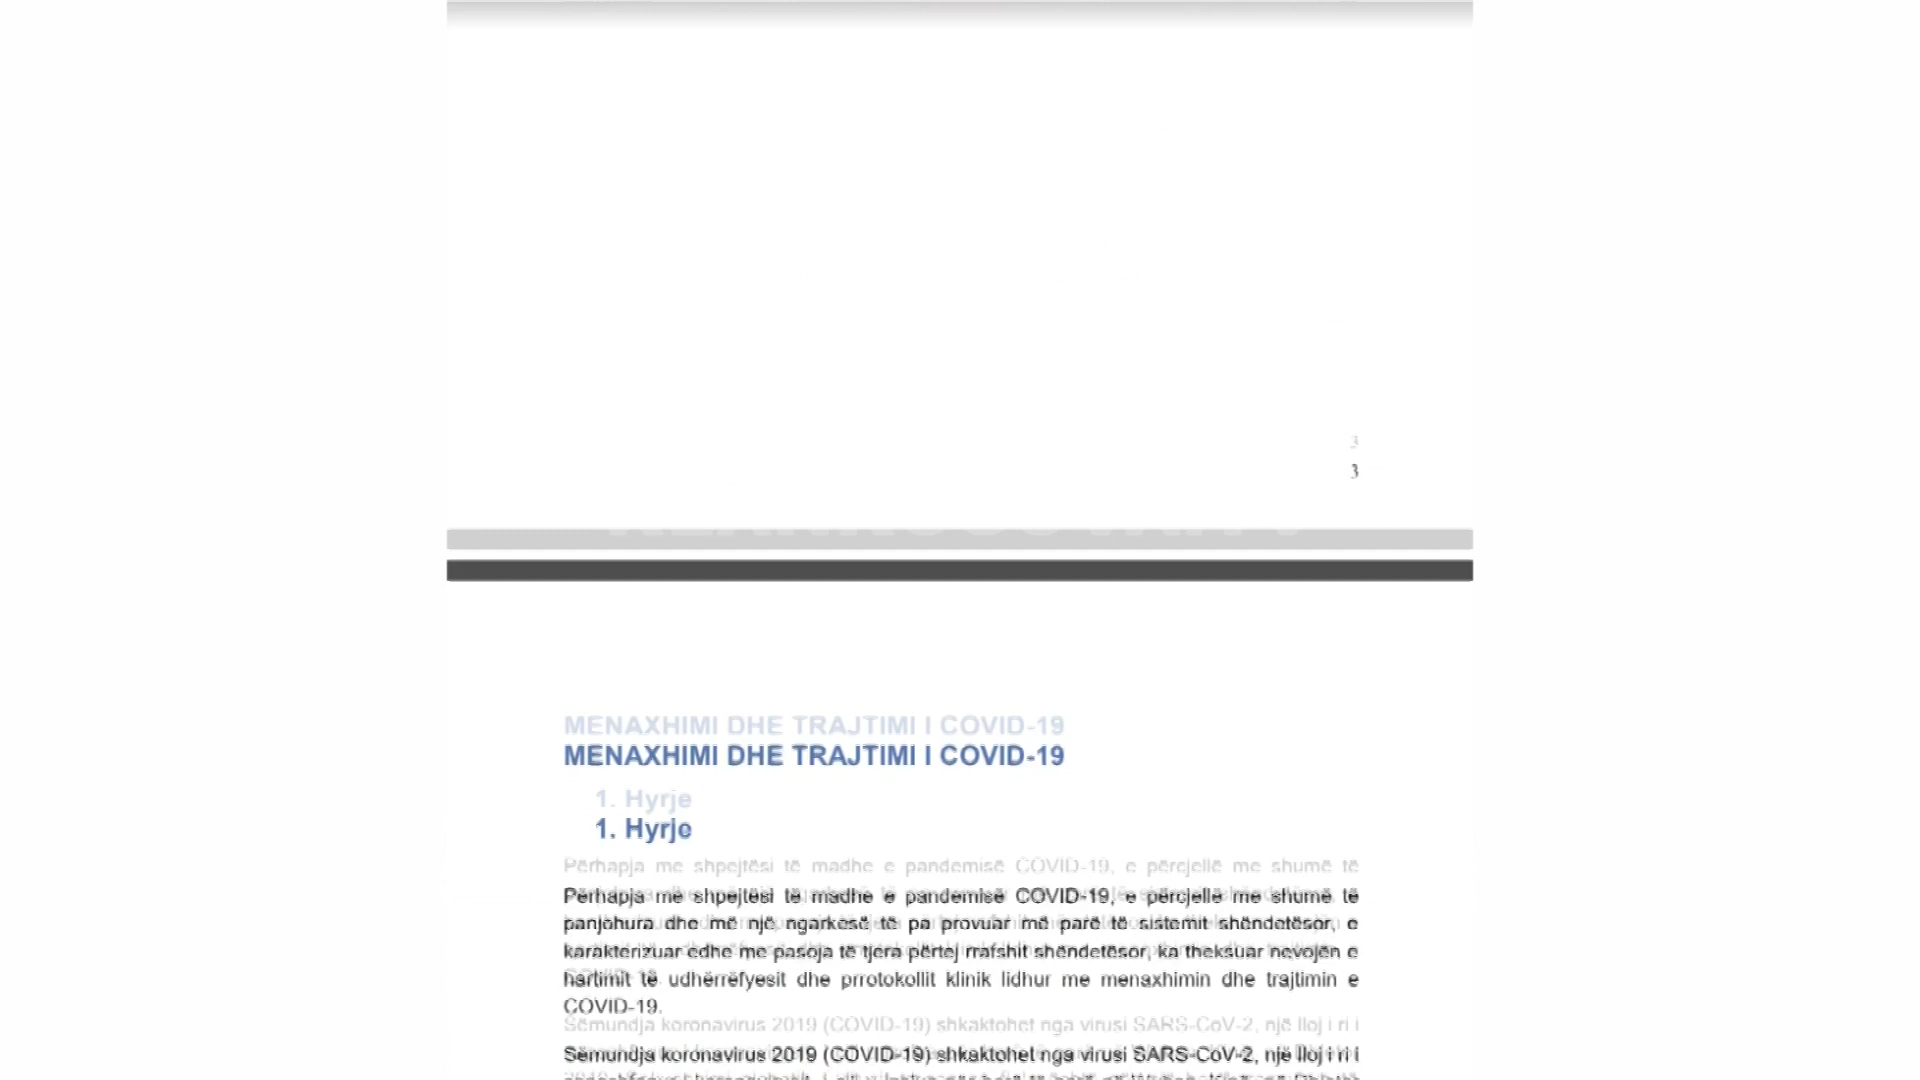 3
MENAXHIMI DHE TRAJTIMI I COVID-19
1. Hyrje
Përhapja me shpejtësi të madhe e pandemisë COVID-19, e përcjellë me shumë të
panjohura dhe me një ngarkesë të pa provuar më parë të sistemit shëndetësor, e
karakterizuar edhe me pasoja të tjera përtej rrafshit shëndetësor, ka theksuar nevojën e
hartimit të udhërrëfyesit dhe prrotokollit klinik lidhur me menaxhimin dhe trajtimin e
COVID-19.
Sëmundja koronavirus 2019 (COVID-19) shkaktohet nga virusi SARS-CoV-2, një lloj i ri i